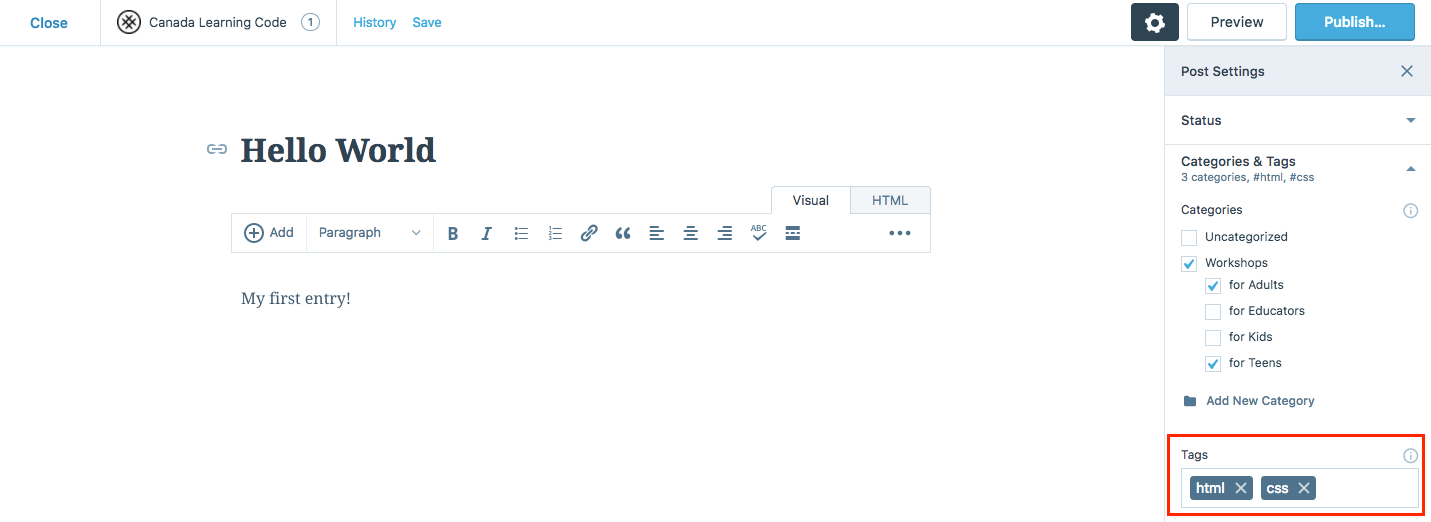 Close
Canada Learning Code 1
History Save
Preview
Publish...
Post Settings
Status
Hello World
Categories & Tags
3 categories, #html, #css
Visual HTML
Categories
Add Paragraph B I ABC
Uncategorized
Workshops
for Adults
My first entry!
for Educators
for Kids
for Teens
Add New Category
Tags
html css